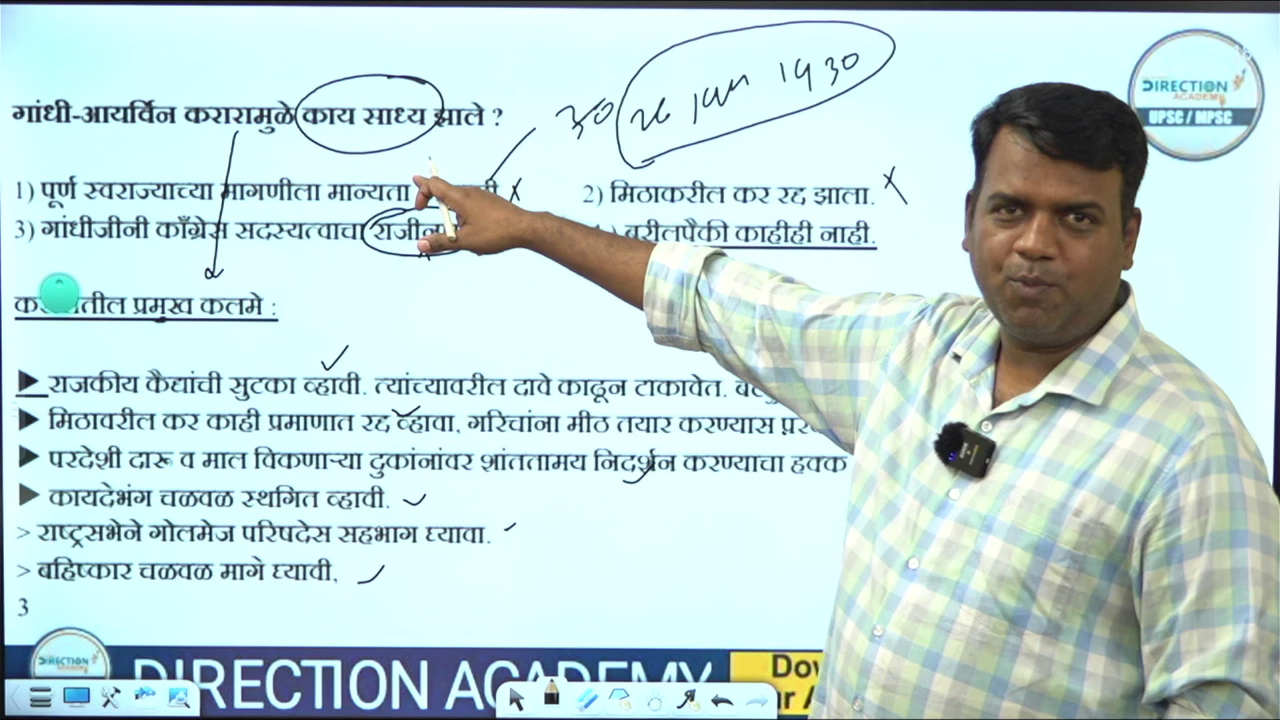 26 Jan 1930
30
DIRECTION
ACADEMY
UPSC / MPSC
गांधी-आयर्विन करारामुळे काय साध्य झाले ?
1) पूर्ण स्वराज्याच्या मागणीला मान्यता 2) मिठाकरील कर रद्द झाला.
3) गांधीजीनी काँग्रेस सदस्यत्वाचा वरीलपैकी काहीही नाही.
प्रमुख कलमे :
राजकीय कैद्यांची सुटका व्हावी. त्यांच्यावरील दावे काढून टाकावेत.
मिठावरील कर काही प्रमाणात रद्द व्हावा, गरिबांना मीठ तयार करण्यास
परदेशी दारू व माल विकणाऱ्या दुकानांवर शांततामय निदर्शन करण्याचा हक्क
कायदेभंग चळवळ स्थगित व्हावी.
> राष्ट्रसभेने गोलमेज परिषदेस सहभाग घ्यावा.
> बहिष्कार चळवळ मागे घ्यावी,
3
DIRECTION
DIRECTION ACADEMY